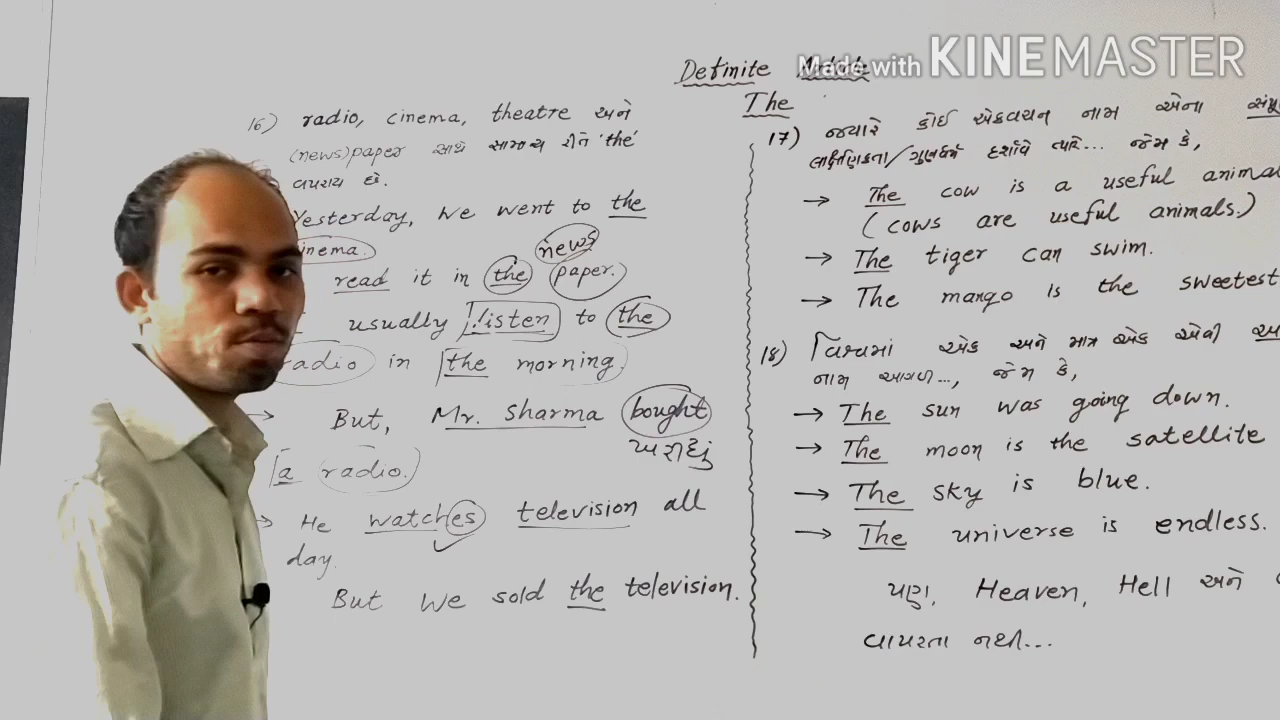 Made with KINEMASTER
Definite Article
The
16) radio, cinema, theatre અને
(news)paper સાથે સામાન્ય રીતે 'the'
વપરાય છે.
Yesterday, we went to the
cinema.
read it in the news paper.
usually listen to the
radio in the morning.
→ But, Mr. Sharma bought
ખરીદ્યું
a radio.
→ He watches television all
day.
But we sold the television.
17) જ્યારે કોઈ એકવચન નામ એના
લાક્ષણિકતા/ગુણધર્મ દર્શાવે ત્યારે... જેમ કે,
→ The cow is a useful animal
(cows are useful animals.)
→ The tiger can swim.
→ The mango is the sweetest
18) વિશ્વમાં એક અને માત્ર એક એવી
નામ આગળ..., જેમ કે,
→ The sun was going down.
→ The moon is the satellite
→ The sky is blue.
→ The universe is endless.
પણ, Heaven, Hell અને
વાપરતા નથી...